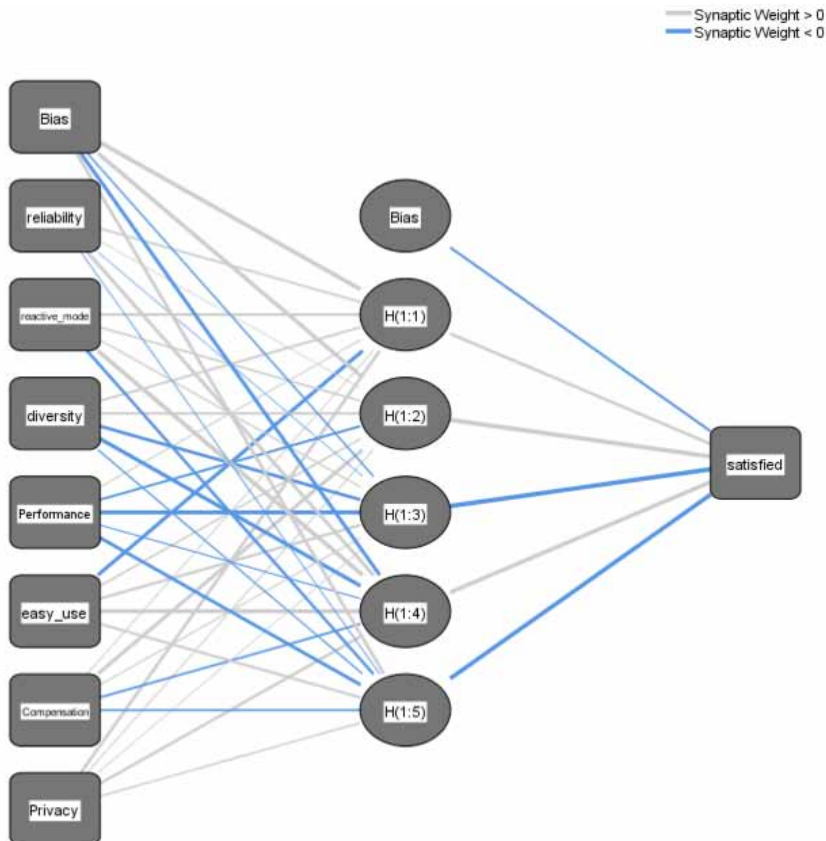 Synaptic Weight > 0
Synaptic Weight < 0
Bias
reliability
reactive_mode
diversity
Performance
easy_use
Compensation
Privacy
Bias
H(1:1)
H(1:2)
H(1:3)
H(1:4)
H(1:5)
satisfied